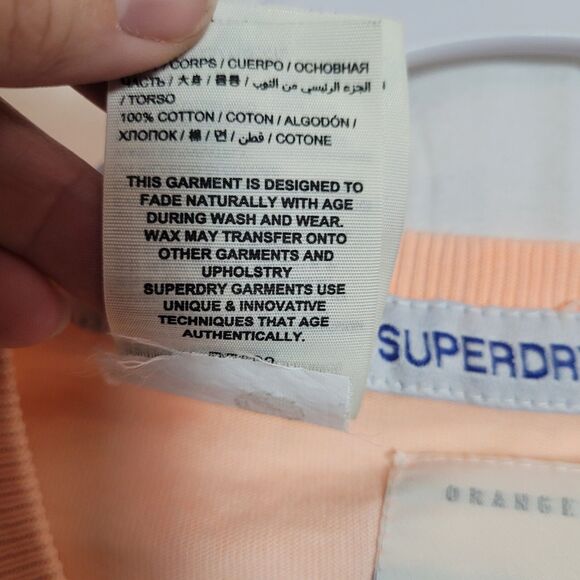 / CORPS / CUERPO / ОСНОВНАЯ
ЧАСТЬ / 大身 / 몸통 / الجزء الرئيسي من الثوب
/ TORSO
100% COTTON / COTON / ALGODÓN /
ХЛОПОК / 棉 / 면 / قطن / COTONE
THIS GARMENT IS DESIGNED TO
FADE NATURALLY WITH AGE
DURING WASH AND WEAR.
WAX MAY TRANSFER ONTO
OTHER GARMENTS AND
UPHOLSTRY
SUPERDRY GARMENTS USE
UNIQUE & INNOVATIVE
TECHNIQUES THAT AGE
AUTHENTICALLY.
SUPERDRY
ORANGE